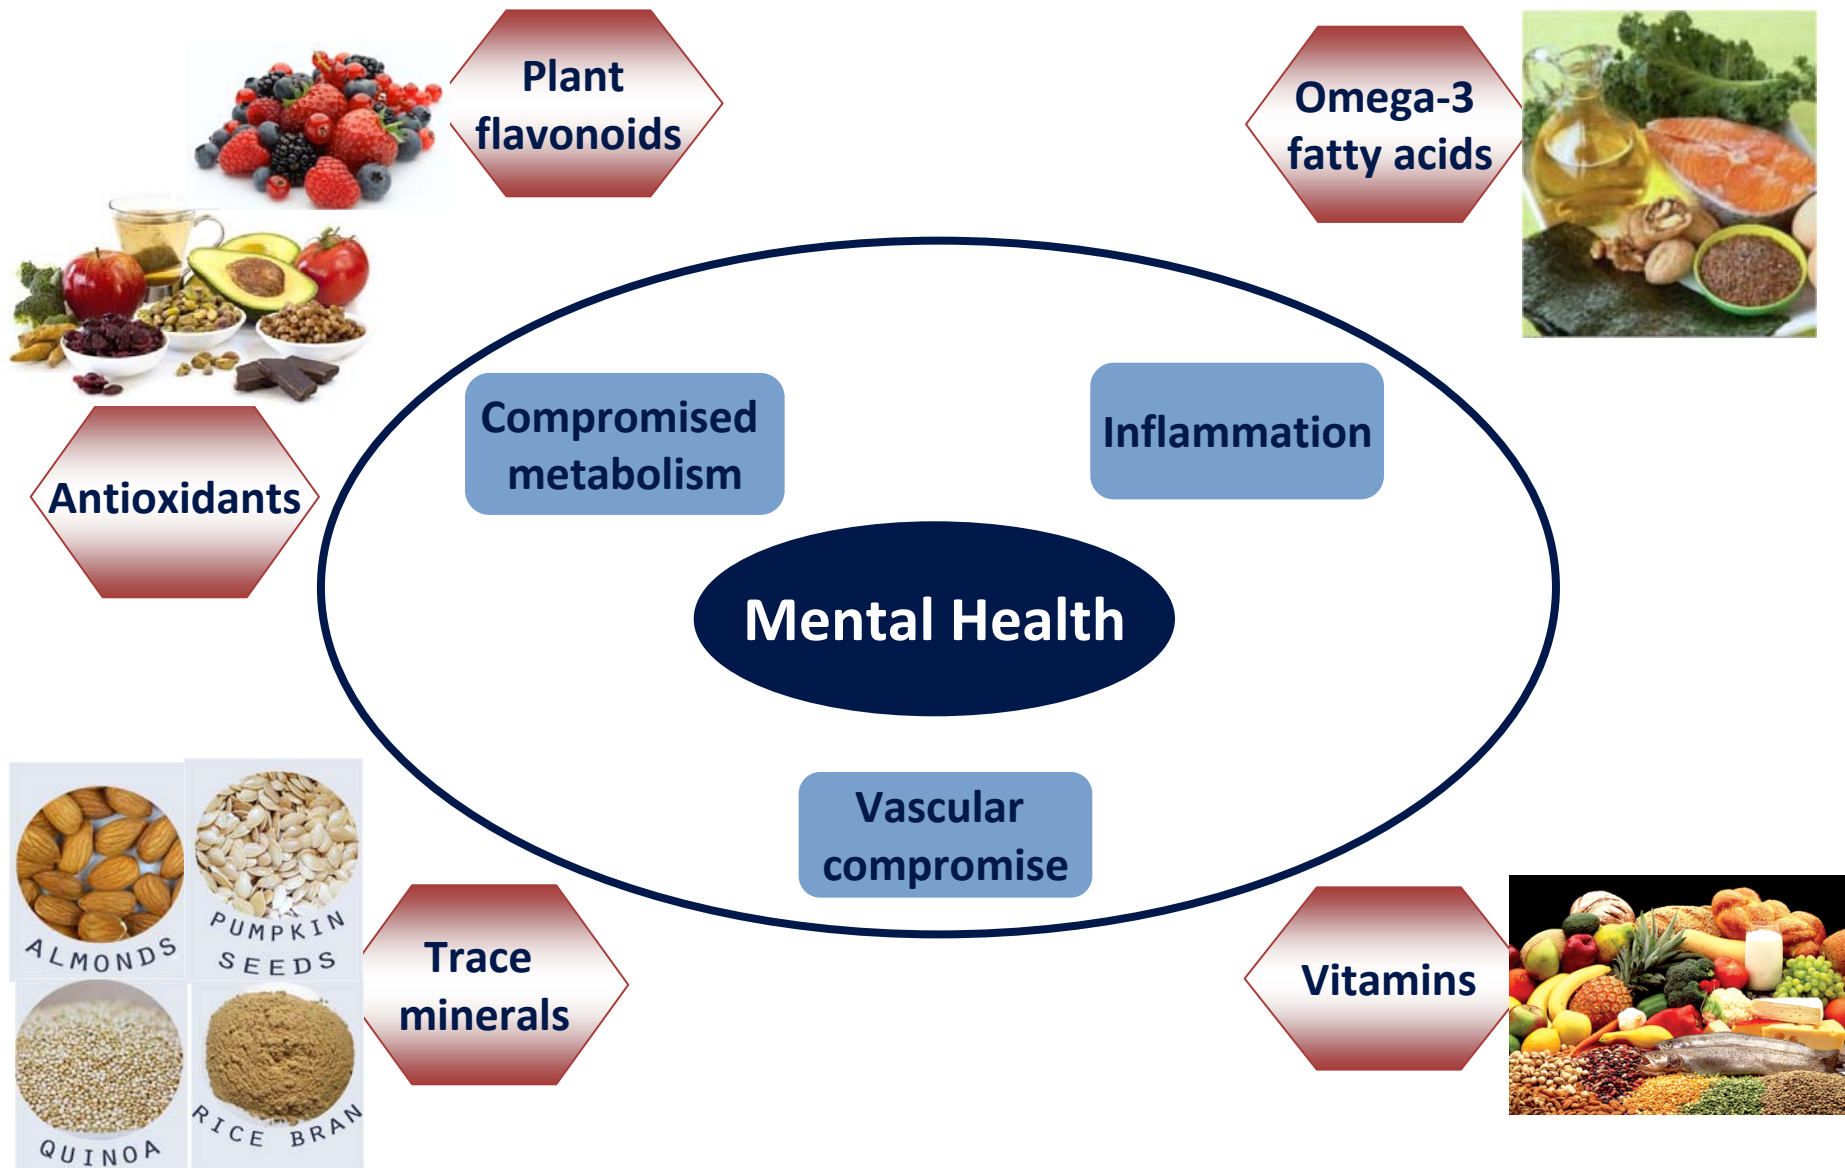 Plant
flavonoids
Omega-3
fatty acids
Compromised
metabolism
Inflammation
Antioxidants
Mental Health
Vascular
compromise
ALMONDS
PUMPKIN
SEEDS
Trace
minerals
Vitamins
QUINOA
RICE BRAN